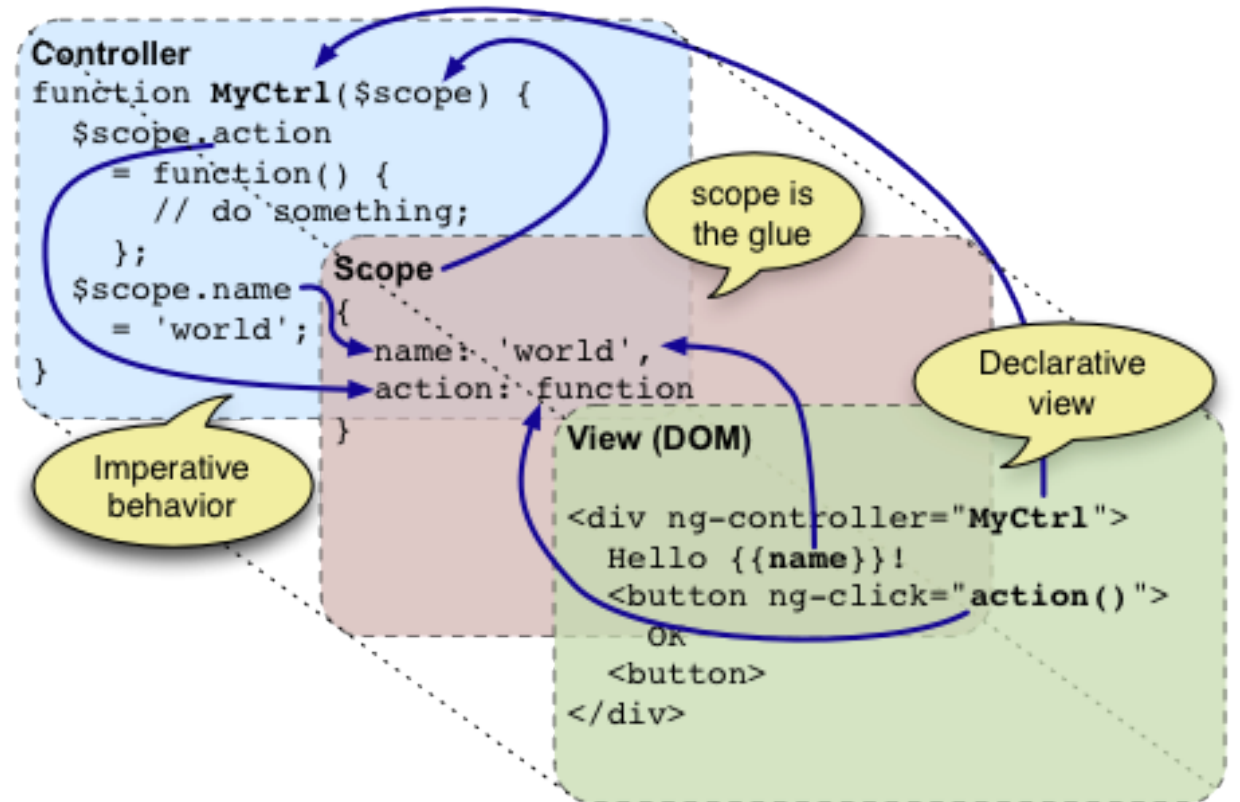 Controller
function MyCtrl($scope) {
  $scope.action
    = function() {
      // do something;
    };
  $scope.name
    = 'world';
}
Imperative
behavior
scope is
the glue
Scope
{
  name: 'world',
  action: function
}
Declarative
view
View (DOM)
<div ng-controller="MyCtrl">
  Hello {{name}}!
  <button ng-click="action()">
    OK
  <button>
</div>